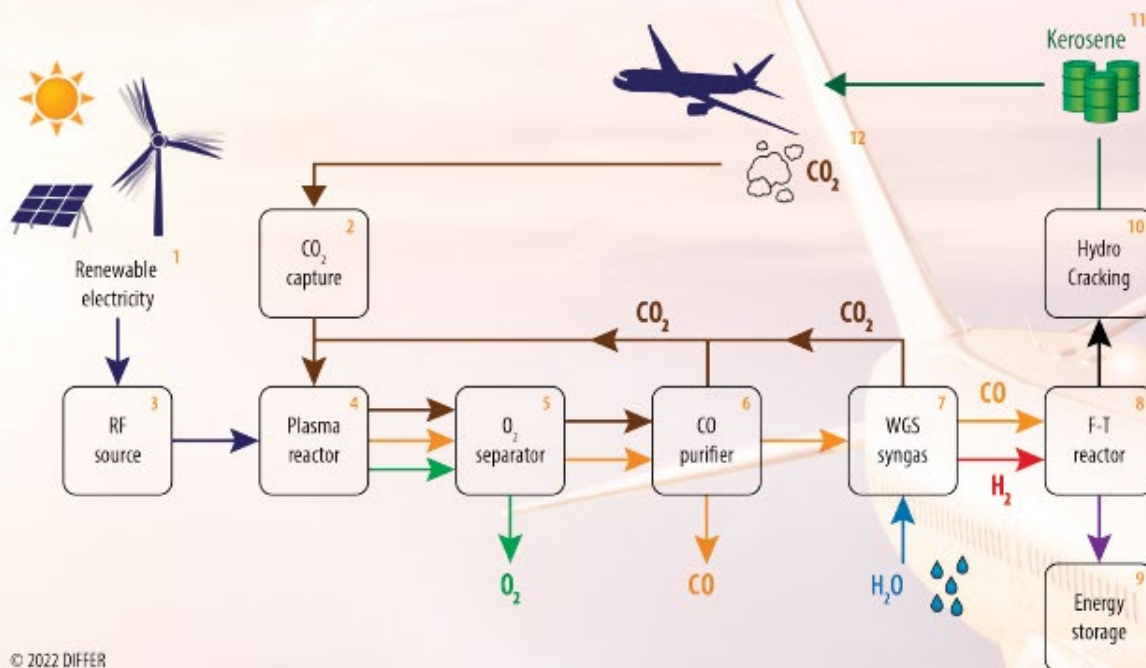 11
Kerosene
12
CO₂
1
Renewable
electricity
2
CO₂
capture
10
Hydro
Cracking
CO₂
CO₂
3
RF
source
4
Plasma
reactor
5
O₂
separator
6
CO
purifier
7
WGS
syngas
CO
H₂
8
F-T
reactor
O₂
CO
H₂O
9
Energy
storage
© 2022 DIFFER